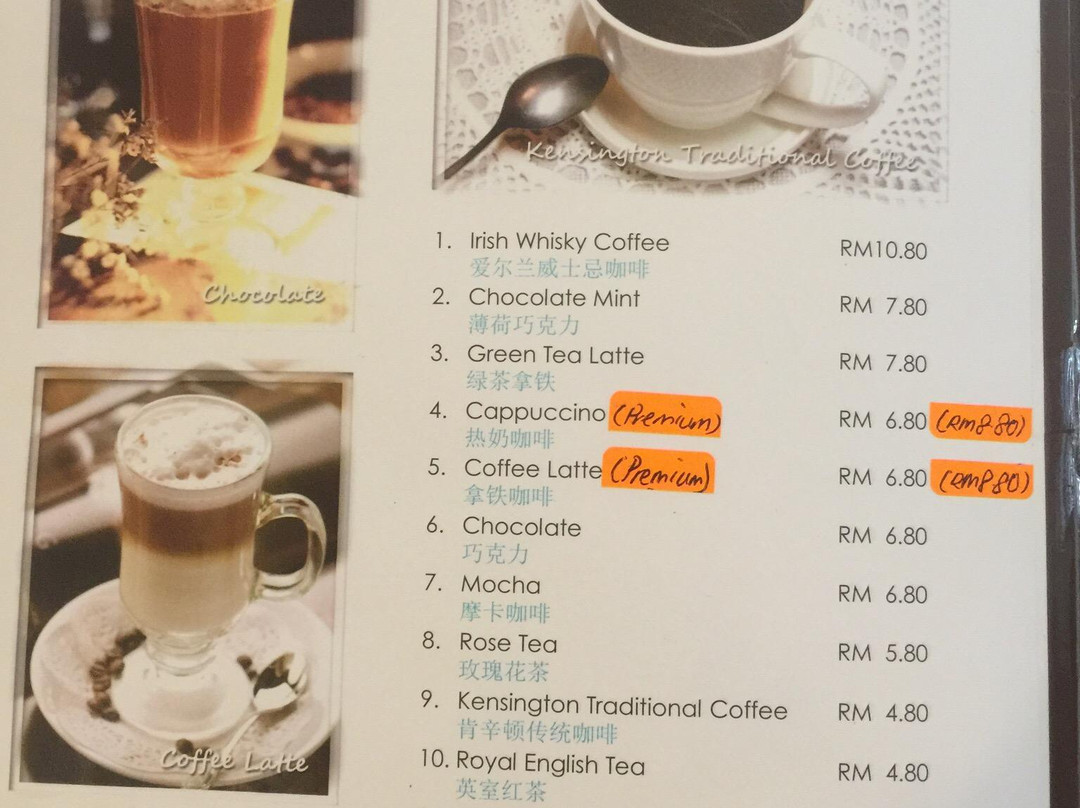 Chocolate
Kensington Traditional Coffee
1. Irish Whisky Coffee RM10.80
爱尔兰威士忌咖啡
2. Chocolate Mint RM 7.80
薄荷巧克力
3. Green Tea Latte RM 7.80
绿茶拿铁
4. Cappuccino (Premium) RM 6.80 (RM8.80)
热奶咖啡
5. Coffee Latte (Premium) RM 6.80 (RM8.80)
拿铁咖啡
6. Chocolate RM 6.80
巧克力
7. Mocha RM 6.80
摩卡咖啡
8. Rose Tea RM 5.80
玫瑰花茶
9. Kensington Traditional Coffee RM 4.80
肯辛顿传统咖啡
10. Royal English Tea RM 4.80
英室红茶
Coffee Latte